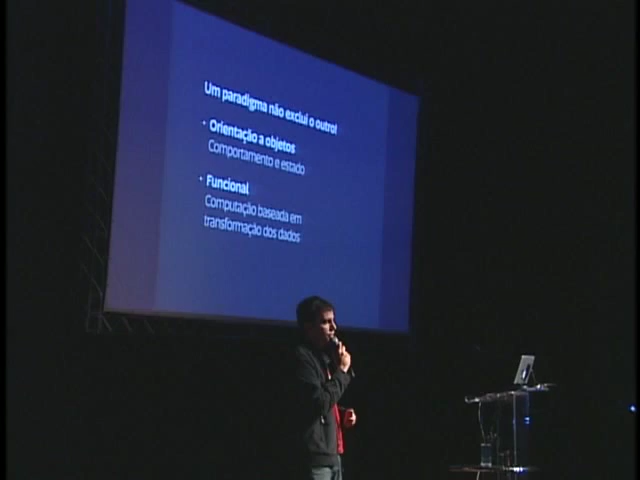 Um paradigma não exclui o outro!
• Orientação a objetos
Comportamento e estado
• Funcional
Computação baseada em
transformação dos dados